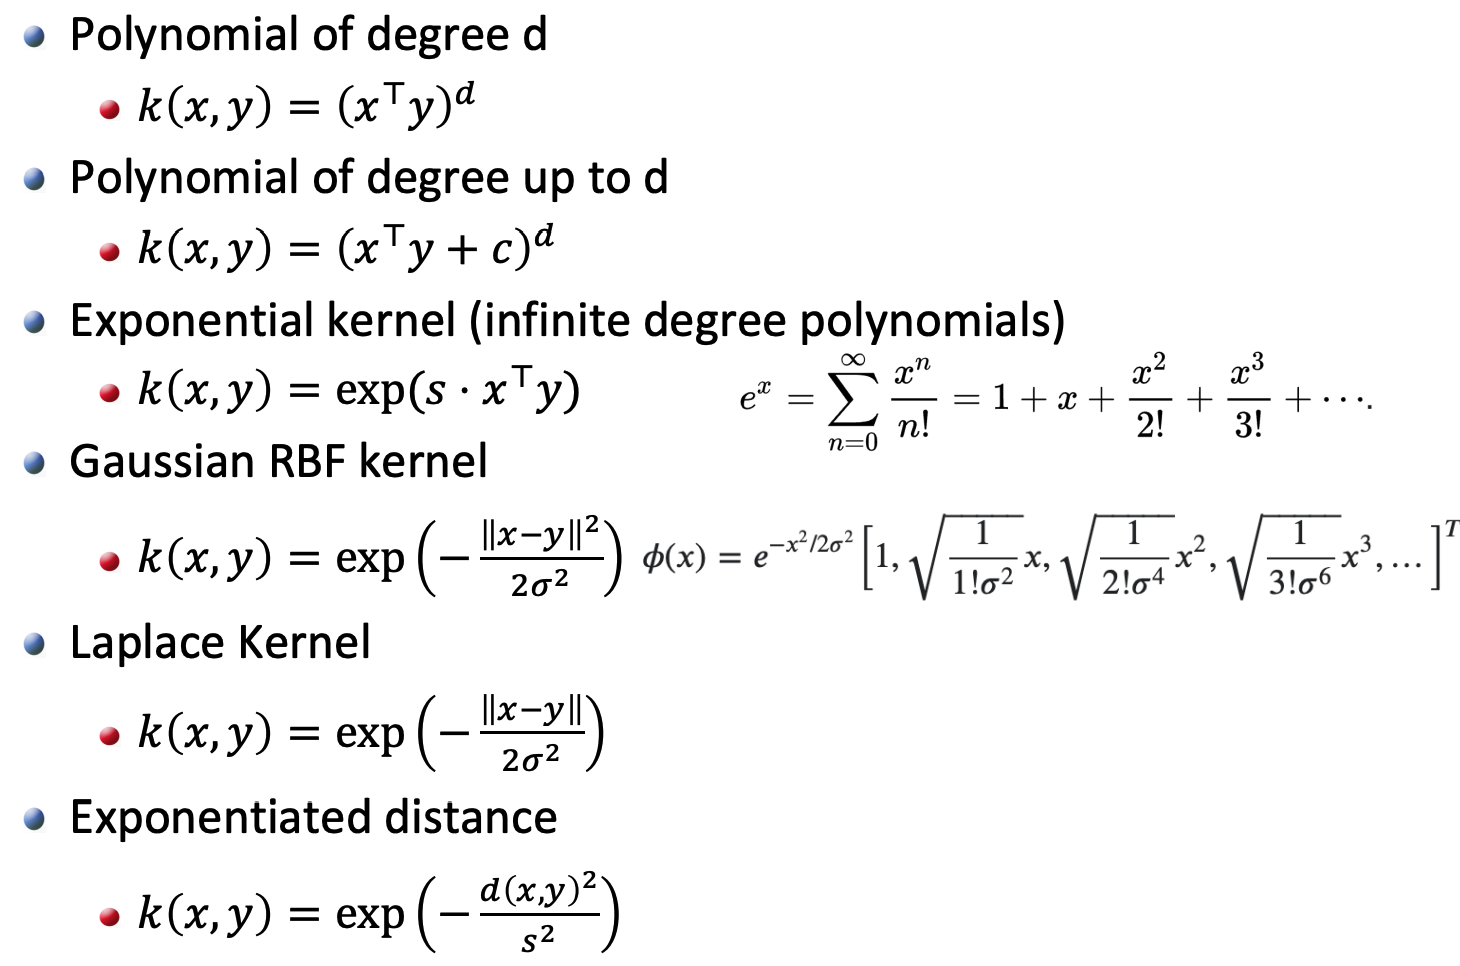 • Polynomial of degree d
• k(x, y) = (x⊤y)^d
• Polynomial of degree up to d
• k(x, y) = (x⊤y + c)^d
• Exponential kernel (infinite degree polynomials)
• k(x, y) = exp(s · x⊤y) e^x = ∑_{n=0}^{∞} x^n/n! = 1 + x + x^2/2! + x^3/3! + ⋯.
• Gaussian RBF kernel
• k(x, y) = exp(−‖x−y‖^2/2σ^2) ϕ(x) = e^{−x^2/2σ^2} [1, √(1/1!σ^2) x, √(1/2!σ^4) x^2, √(1/3!σ^6) x^3, …]^T
• Laplace Kernel
• k(x, y) = exp(−‖x−y‖/2σ^2)
• Exponentiated distance
• k(x, y) = exp(−d(x,y)^2/s^2)